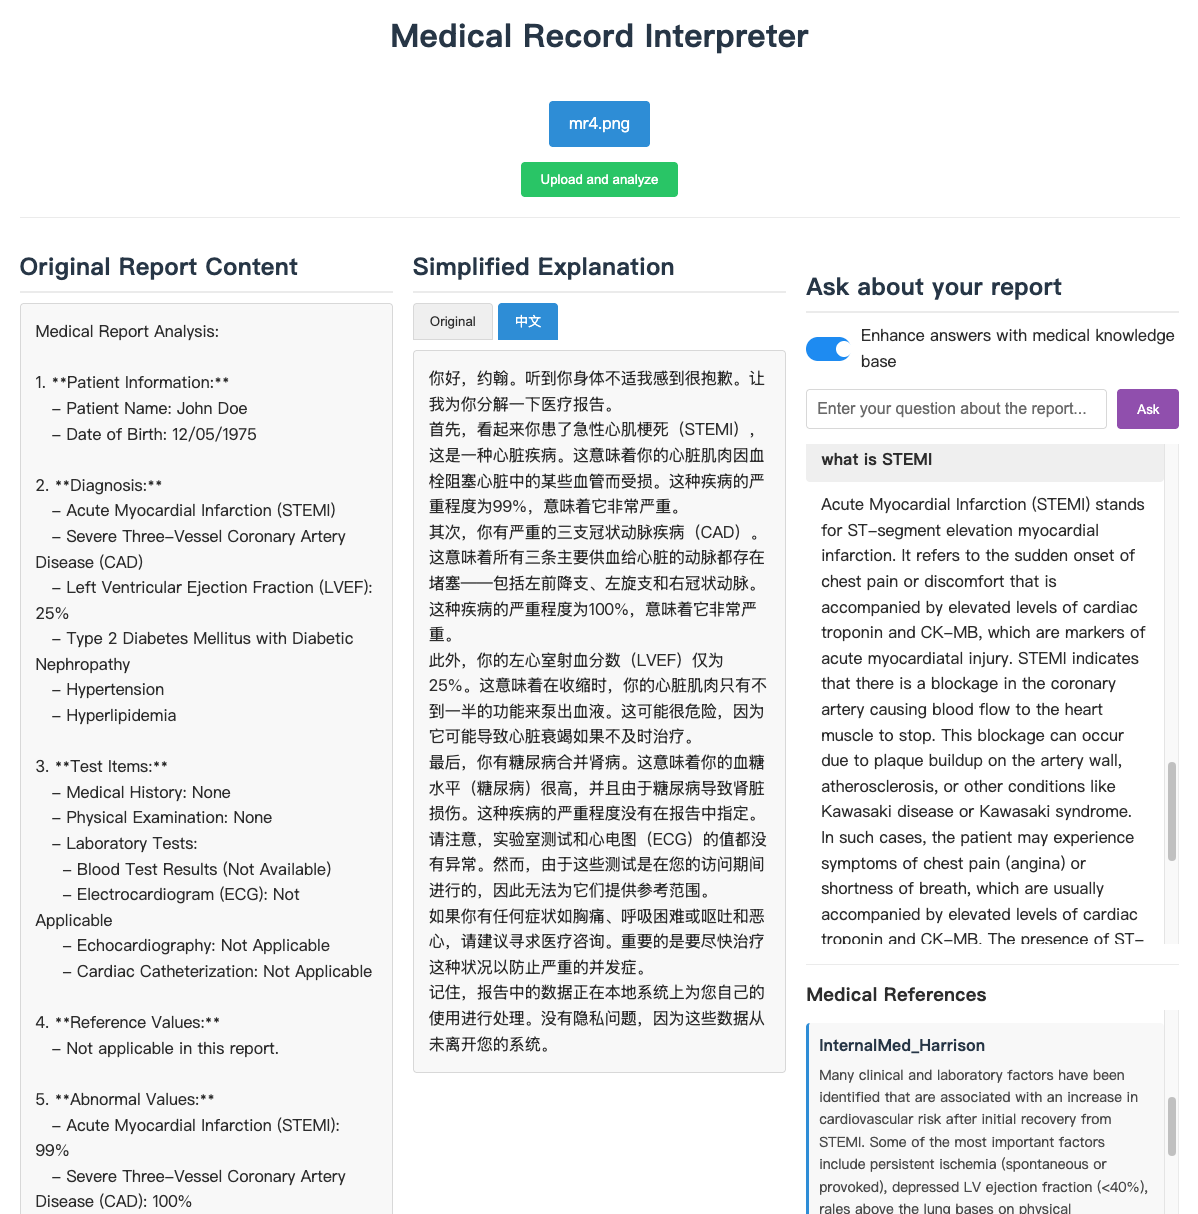 Medical Record Interpreter
mr4.png
Upload and analyze
Original Report Content
Medical Report Analysis:
1. **Patient Information:**
– Patient Name: John Doe
– Date of Birth: 12/05/1975
2. **Diagnosis:**
– Acute Myocardial Infarction (STEMI)
– Severe Three–Vessel Coronary Artery
Disease (CAD)
– Left Ventricular Ejection Fraction (LVEF):
25%
– Type 2 Diabetes Mellitus with Diabetic
Nephropathy
– Hypertension
– Hyperlipidemia
3. **Test Items:**
– Medical History: None
– Physical Examination: None
– Laboratory Tests:
– Blood Test Results (Not Available)
– Electrocardiogram (ECG): Not
Applicable
– Echocardiography: Not Applicable
– Cardiac Catheterization: Not Applicable
4. **Reference Values:**
– Not applicable in this report.
5. **Abnormal Values:**
– Acute Myocardial Infarction (STEMI):
99%
– Severe Three–Vessel Coronary Artery
Disease (CAD): 100%
Simplified Explanation
Original
中文
你好，约翰。听到你身体不适我感到很抱歉。让
我为你分解一下医疗报告。
首先，看起来你患了急性心肌梗死（STEMI），
这是一种心脏疾病。这意味着你的心脏肌肉因血
栓阻塞心脏中的某些血管而受损。这种疾病的严
重程度为99%，意味着它非常严重。
其次，你有严重的三支冠状动脉疾病（CAD）。
这意味着所有三条主要供血给心脏的动脉都存在
堵塞——包括左前降支、左旋支和右冠状动脉。
这种疾病的严重程度为100%，意味着它非常严
重。
此外，你的左心室射血分数（LVEF）仅为
25%。这意味着在收缩时，你的心脏肌肉只有不
到一半的功能来泵出血液。这可能很危险，因为
它可能导致心脏衰竭如果不及时治疗。
最后，你有糖尿病合并肾病。这意味着你的血糖
水平（糖尿病）很高，并且由于糖尿病导致肾脏
损伤。这种疾病的严重程度没有在报告中指定。
请注意，实验室测试和心电图（ECG）的值都没
有异常。然而，由于这些测试是在您的访问期间
进行的，因此无法为它们提供参考范围。
如果你有任何症状如胸痛、呼吸困难或呕吐和恶
心，请建议寻求医疗咨询。重要的是要尽快治疗
这种状况以防止严重的并发症。
记住，报告中的数据正在本地系统上为您自己的
使用进行处理。没有隐私问题，因为这些数据从
未离开您的系统。
Ask about your report
Enhance answers with medical knowledge
base
Enter your question about the report...
Ask
what is STEMI
Acute Myocardial Infarction (STEMI) stands
for ST–segment elevation myocardial
infarction. It refers to the sudden onset of
chest pain or discomfort that is
accompanied by elevated levels of cardiac
troponin and CK–MB, which are markers of
acute myocardiatal injury. STEMI indicates
that there is a blockage in the coronary
artery causing blood flow to the heart
muscle to stop. This blockage can occur
due to plaque buildup on the artery wall,
atherosclerosis, or other conditions like
Kawasaki disease or Kawasaki syndrome.
In such cases, the patient may experience
symptoms of chest pain (angina) or
shortness of breath, which are usually
accompanied by elevated levels of cardiac
troponin and CK–MB. The presence of ST–
Medical References
InternalMed_Harrison
Many clinical and laboratory factors have been
identified that are associated with an increase in
cardiovascular risk after initial recovery from
STEMI. Some of the most important factors
include persistent ischemia (spontaneous or
provoked), depressed LV ejection fraction (<40%),
rales above the lung bases on physical